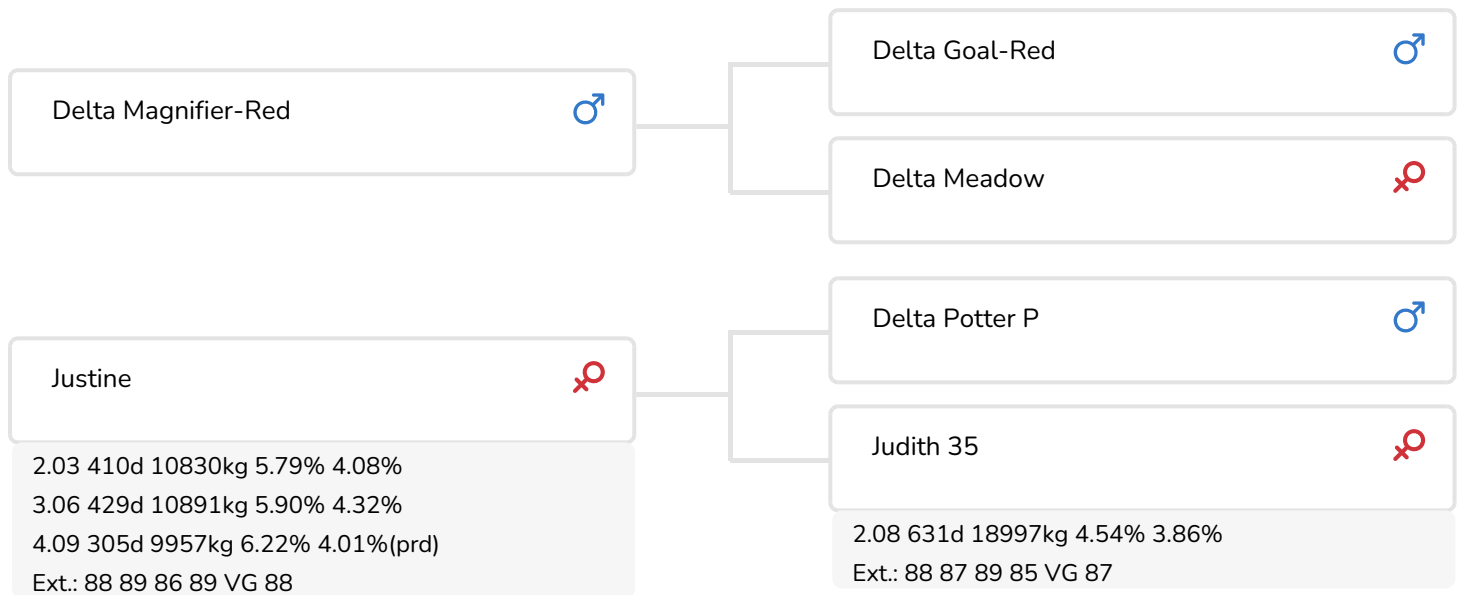 Delta Magnifier-Red
Delta Goal-Red
Delta Meadow
Justine
2.03 410d 10830kg 5.79% 4.08%
3.06 429d 10891kg 5.90% 4.32%
4.09 305d 9957kg 6.22% 4.01%(prd)
Ext.: 88 89 86 89 VG 88
Delta Potter P
Judith 35
2.08 631d 18997kg 4.54% 3.86%
Ext.: 88 87 89 85 VG 87